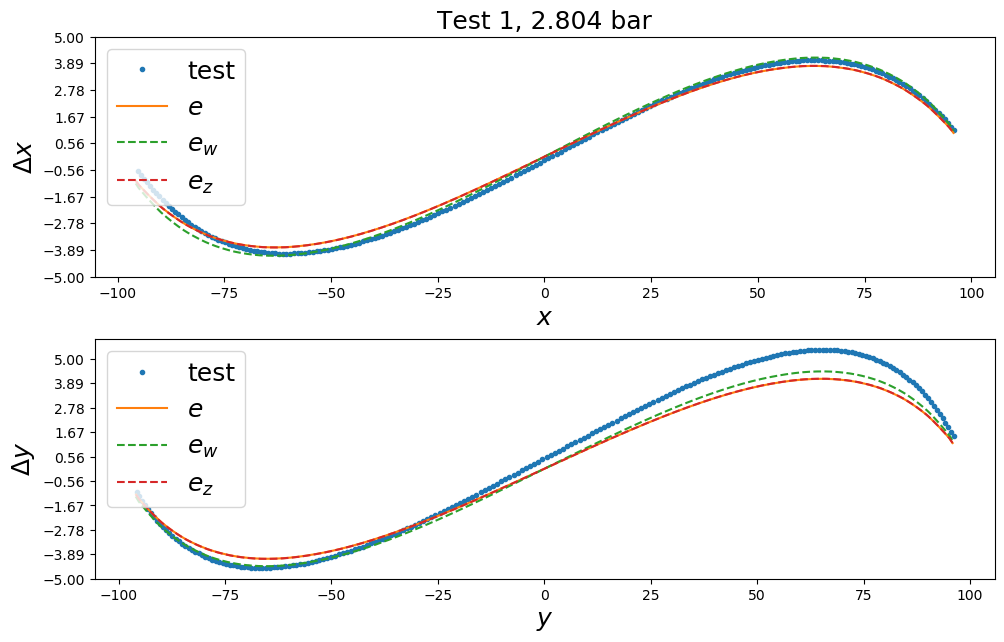 Test 1, 2.804 bar
5.00
3.89
2.78
1.67
0.56
−0.56
−1.67
−2.78
−3.89
−5.00
Δx
test
e
e_w
e_z
−100 −75 −50 −25 0 25 50 75 100
x
5.00
3.89
2.78
1.67
0.56
−0.56
−1.67
−2.78
−3.89
−5.00
Δy
test
e
e_w
e_z
−100 −75 −50 −25 0 25 50 75 100
y